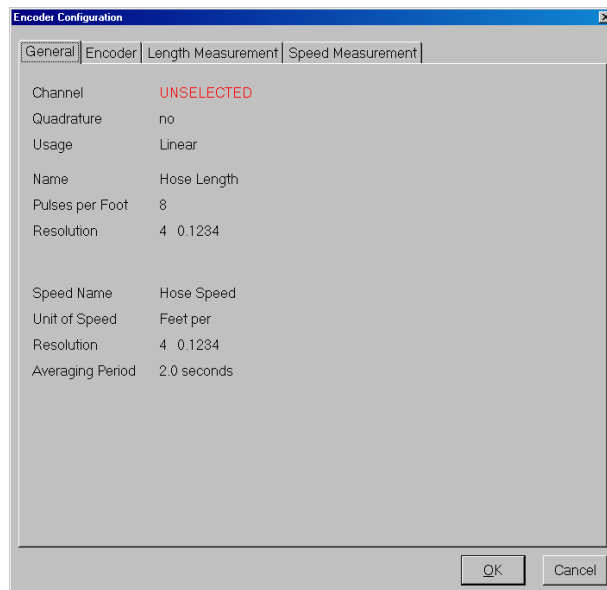 Encoder Configuration
General Encoder Length Measurement Speed Measurement
Channel UNSELECTED
Quadrature no
Usage Linear
Name Hose Length
Pulses per Foot 8
Resolution 4 0.1234
Speed Name Hose Speed
Unit of Speed Feet per
Resolution 4 0.1234
Averaging Period 2.0 seconds
OK Cancel